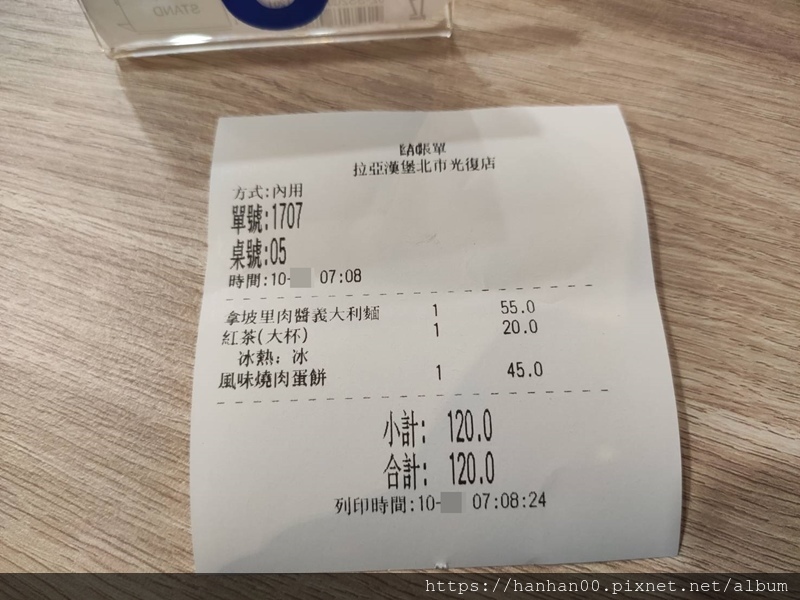 STAND
帳單
拉亞漢堡北市光復店
方式:內用
單號:1707
桌號:05
時間:10- 07:08
拿坡里肉醬義大利麵 1 55.0
紅茶(大杯) 1 20.0
冰熱: 冰
風味燒肉蛋餅 1 45.0
小計: 120.0
合計: 120.0
列印時間:10- 07:08:24
https://hanhan00.pixnet.net/album